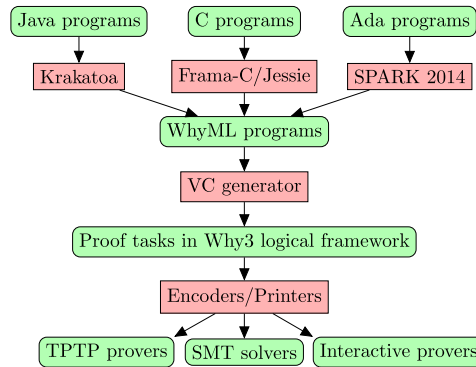 Java programs
C programs
Ada programs
Krakatoa
Frama-C/Jessie
SPARK 2014
WhyML programs
VC generator
Proof tasks in Why3 logical framework
Encoders/Printers
TPTP provers
SMT solvers
Interactive provers